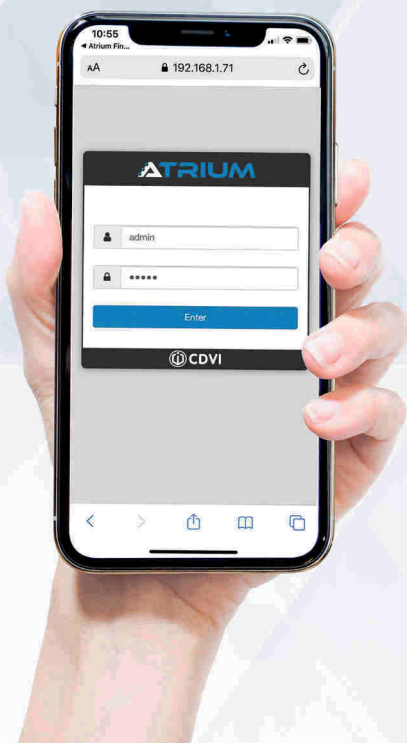 10:55
Atrium Fin...
AA
192.168.1.71
ATRIUM
admin
Enter
CDVI